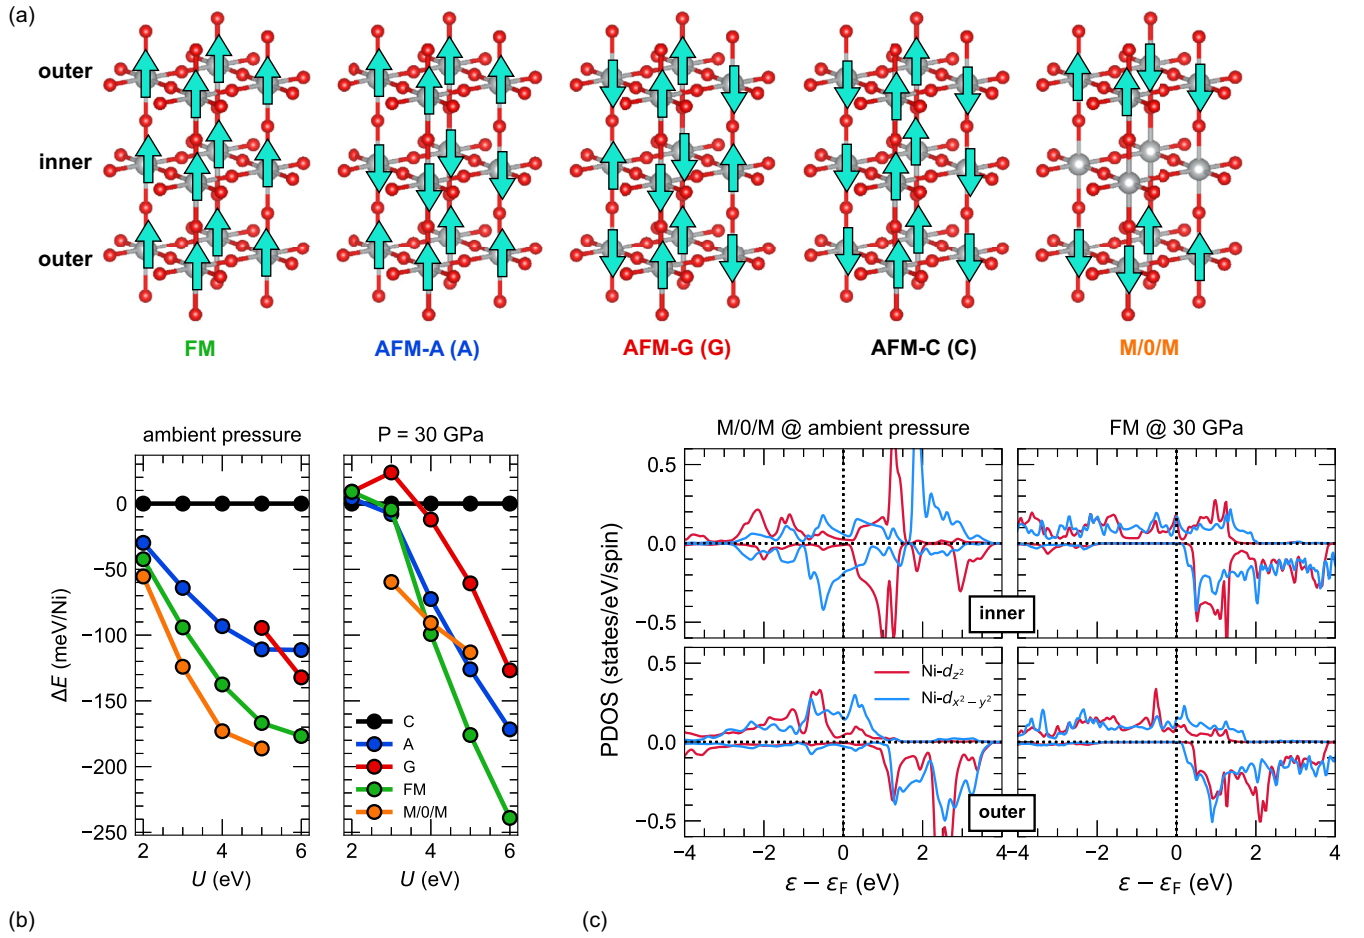 (a)
outer
inner
outer
FM
AFM-A (A)
AFM-G (G)
AFM-C (C)
M/0/M
ambient pressure
P = 30 GPa
ΔE (meV/Ni)
0
−50
−100
−150
−200
−250
2
4
6
2
4
6
U (eV)
U (eV)
C
A
G
FM
M/0/M
(b)
M/0/M @ ambient pressure
FM @ 30 GPa
PDOS (states/eV/spin)
0.5
0.0
−0.5
inner
0.5
0.0
−0.5
Ni-d_{z²}
Ni-d_{x²−y²}
outer
−4
−2
0
2
4
−4
−2
0
2
4
ε − ε_F (eV)
ε − ε_F (eV)
(c)